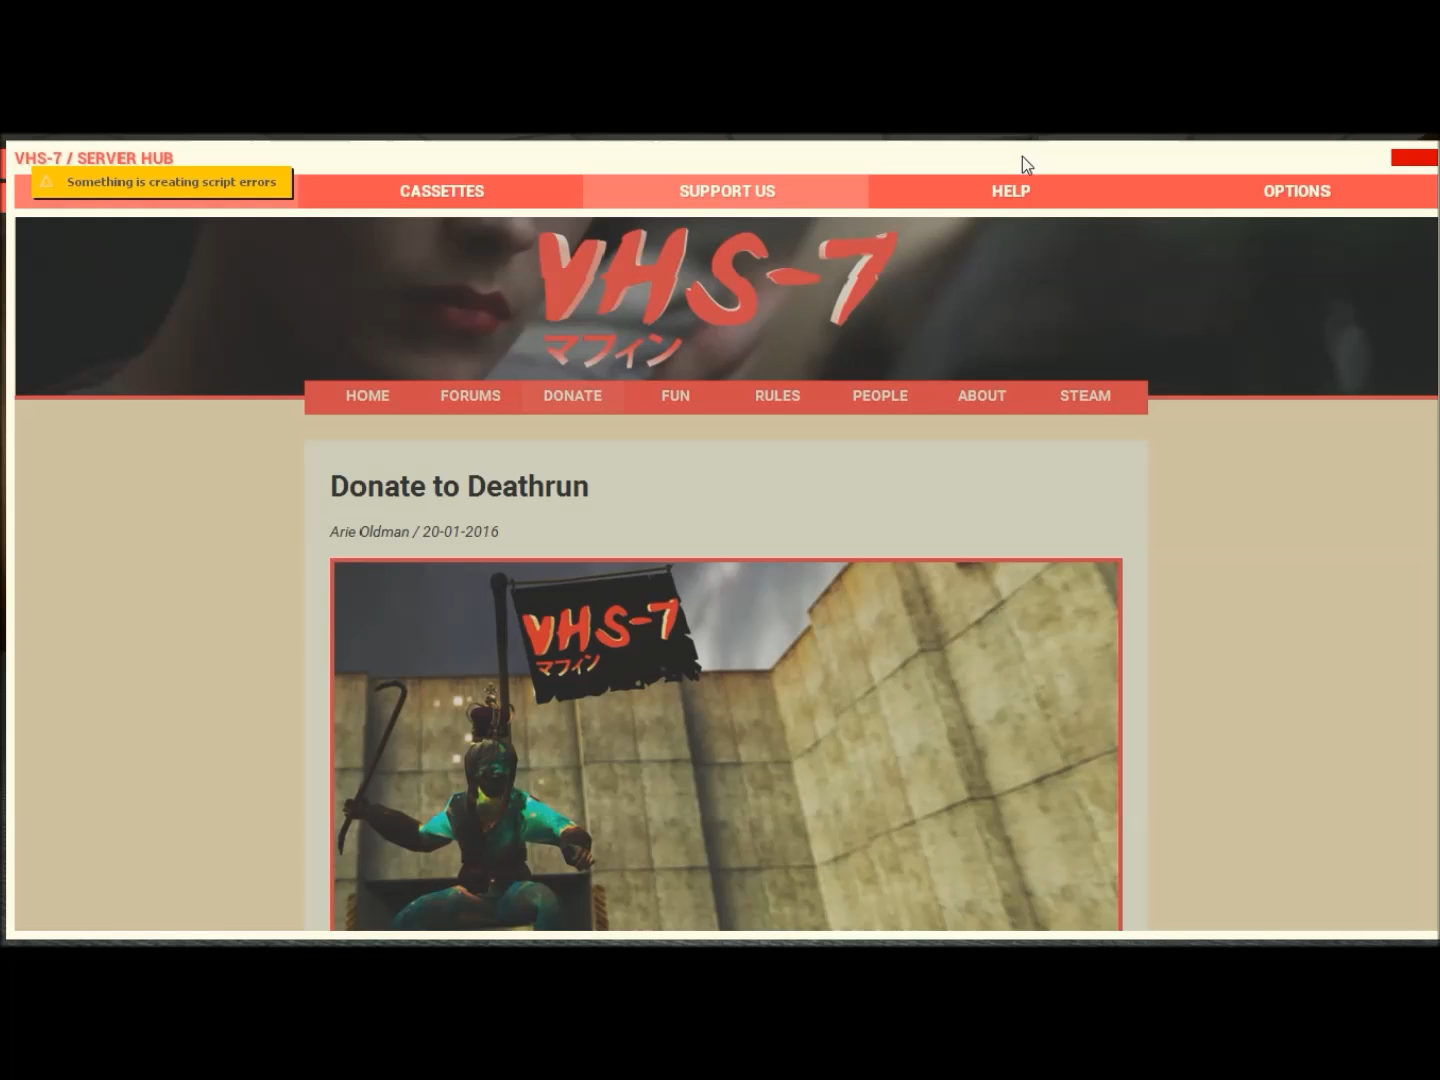 VHS-7 / SERVER HUB
Something is creating script errors
CASSETTES SUPPORT US HELP OPTIONS
VHS-7
マフィン
HOME FORUMS DONATE FUN RULES PEOPLE ABOUT STEAM
Donate to Deathrun
Arie Oldman / 20-01-2016
VHS-7
マフィン